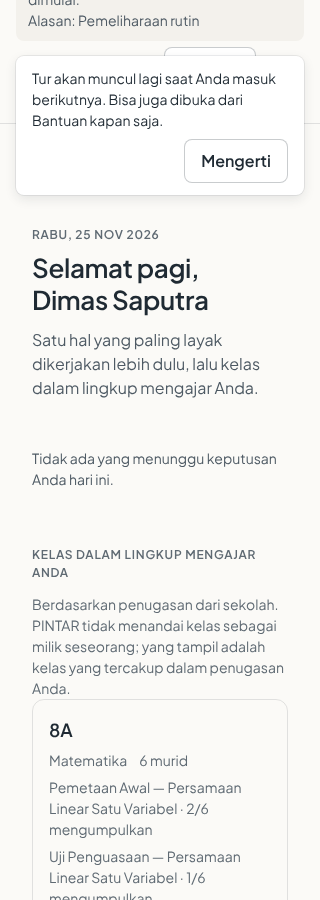 dimulai.
Alasan: Pemeliharaan rutin
Tur akan muncul lagi saat Anda masuk
berikutnya. Bisa juga dibuka dari
Bantuan kapan saja.
Mengerti
RABU, 25 NOV 2026
Selamat pagi,
Dimas Saputra
Satu hal yang paling layak
dikerjakan lebih dulu, lalu kelas
dalam lingkup mengajar Anda.
Tidak ada yang menunggu keputusan
Anda hari ini.
KELAS DALAM LINGKUP MENGAJAR
ANDA
Berdasarkan penugasan dari sekolah.
PINTAR tidak menandai kelas sebagai
milik seseorang; yang tampil adalah
kelas yang tercakup dalam penugasan
Anda.
8A
Matematika 6 murid
Pemetaan Awal — Persamaan
Linear Satu Variabel · 2/6
mengumpulkan
Uji Penguasaan — Persamaan
Linear Satu Variabel · 1/6
mengumpulkan